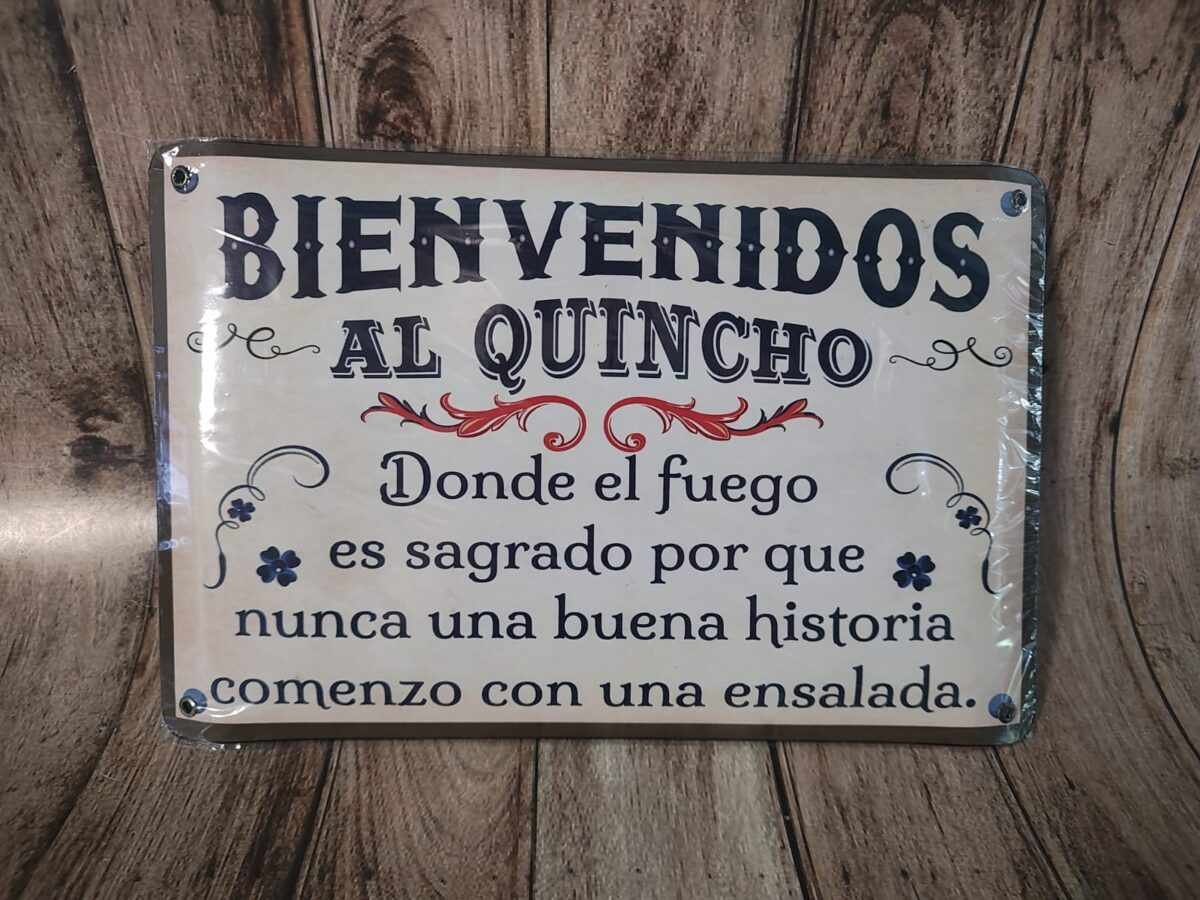 BIENVENIDOS
AL QUINCHO
Donde el fuego
es sagrado por que
nunca una buena historia
comenzo con una ensalada.